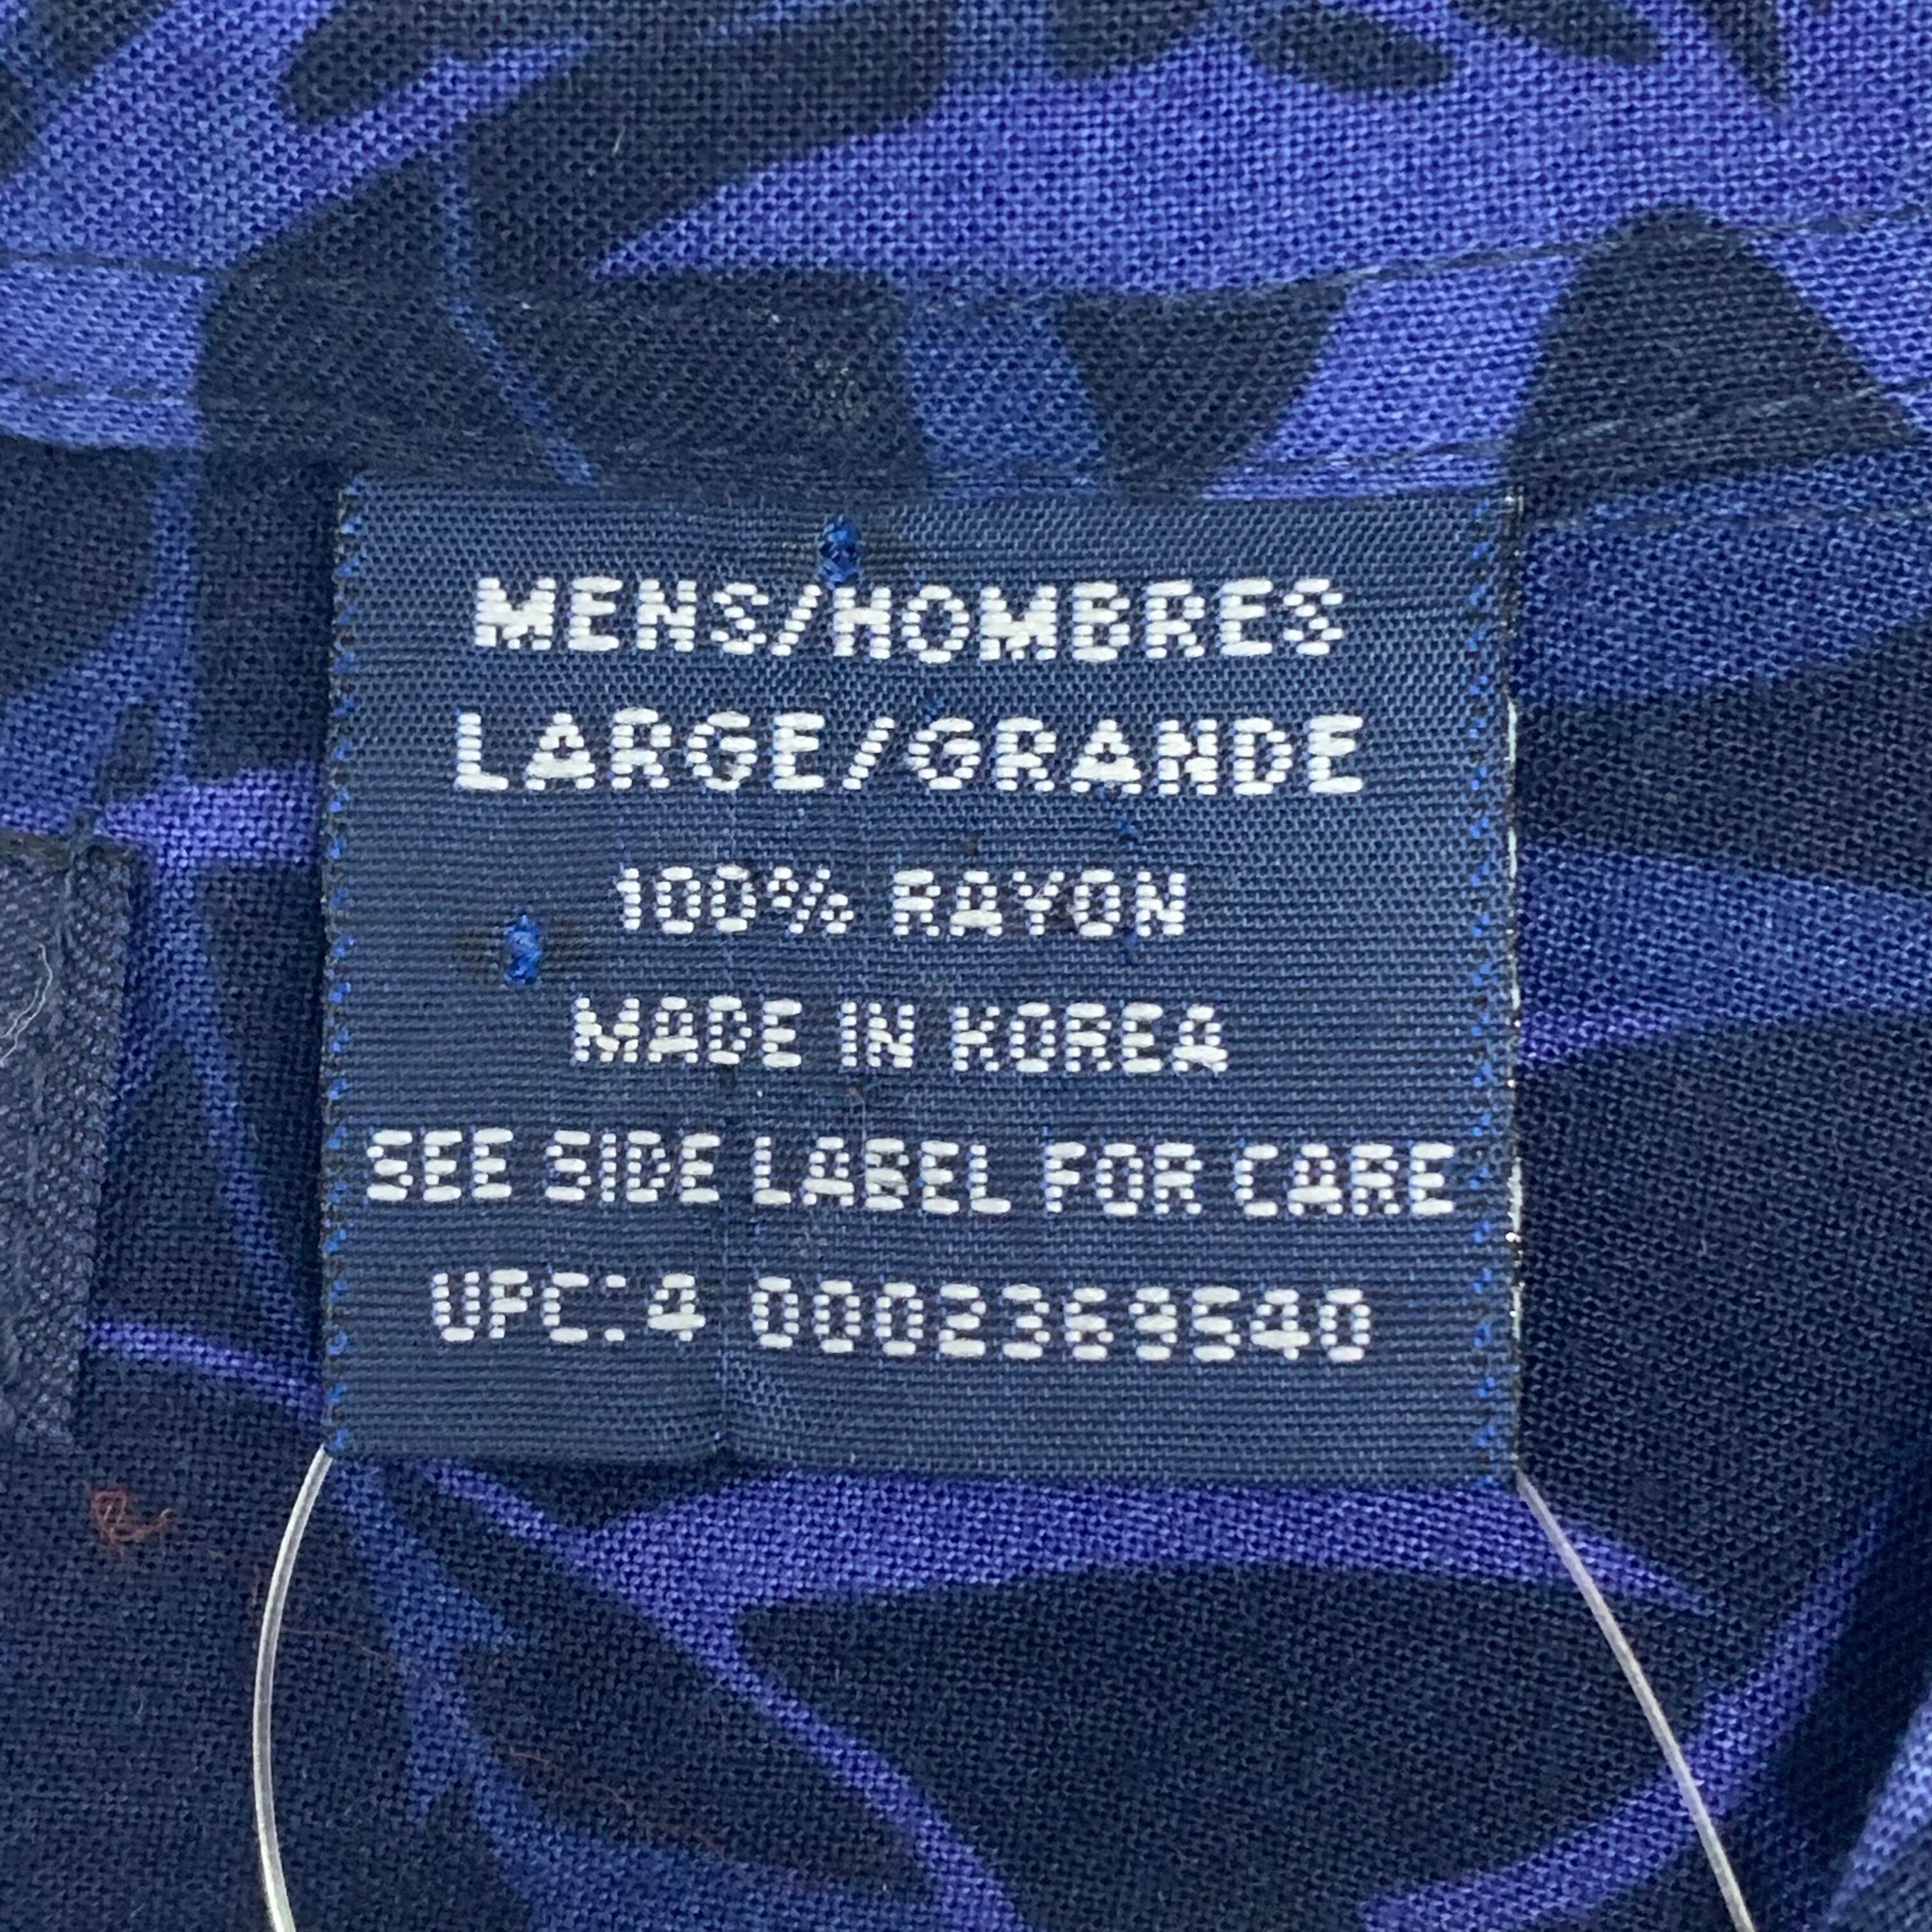 MENS/HOMBRES
LARGE/GRANDE
100% RAYON
MADE IN KOREA
SEE SIDE LABEL FOR CARE
UPC:4 0002369540